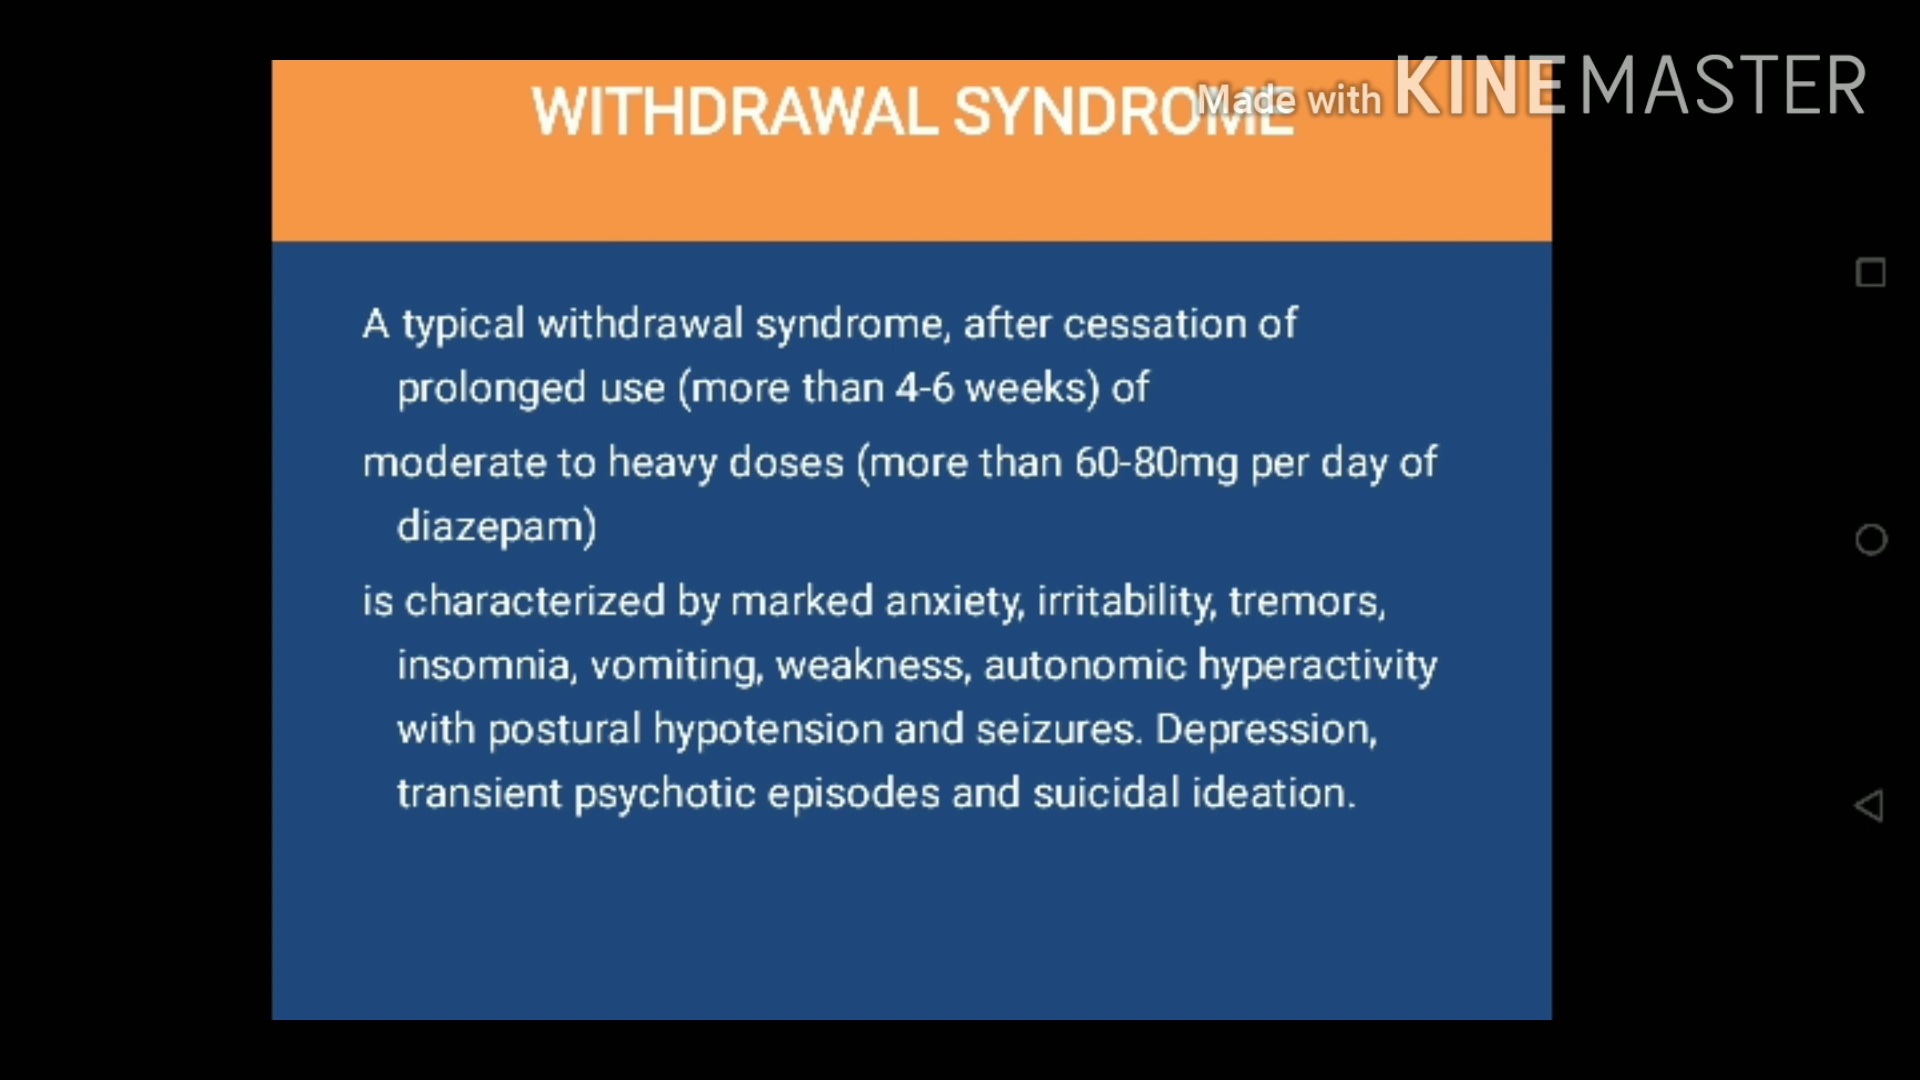 WITHDRAWAL SYNDROME
Made with KINEMASTER
A typical withdrawal syndrome, after cessation of
prolonged use (more than 4-6 weeks) of
moderate to heavy doses (more than 60-80mg per day of
diazepam)
is characterized by marked anxiety, irritability, tremors,
insomnia, vomiting, weakness, autonomic hyperactivity
with postural hypotension and seizures. Depression,
transient psychotic episodes and suicidal ideation.